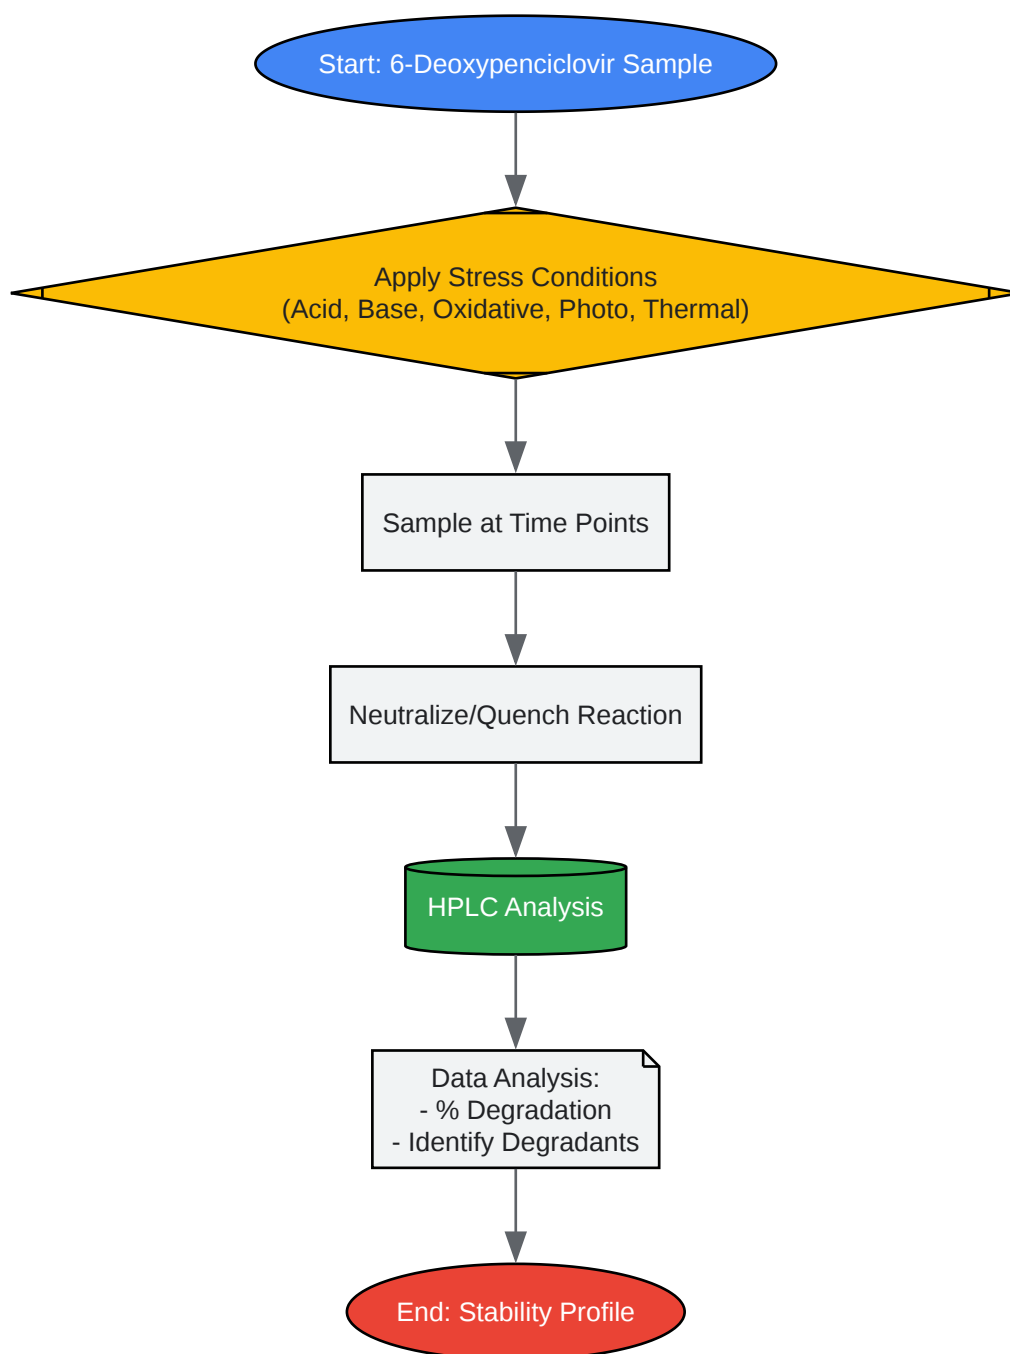 Start: 6-Deoxypenciclovir Sample
Apply Stress Conditions
(Acid, Base, Oxidative, Photo, Thermal)
Sample at Time Points
Neutralize/Quench Reaction
HPLC Analysis
Data Analysis:
- % Degradation
- Identify Degradants
End: Stability Profile